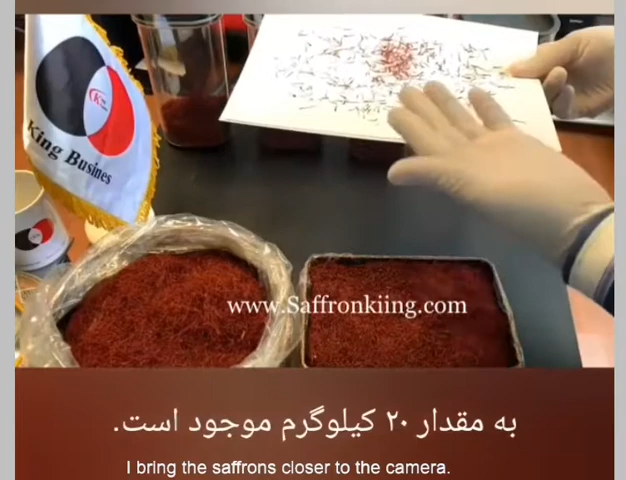 King Busines
www.Saffronkiing.com
به مقدار ۲۰ کیلوگرم موجود است.
I bring the saffrons closer to the camera.